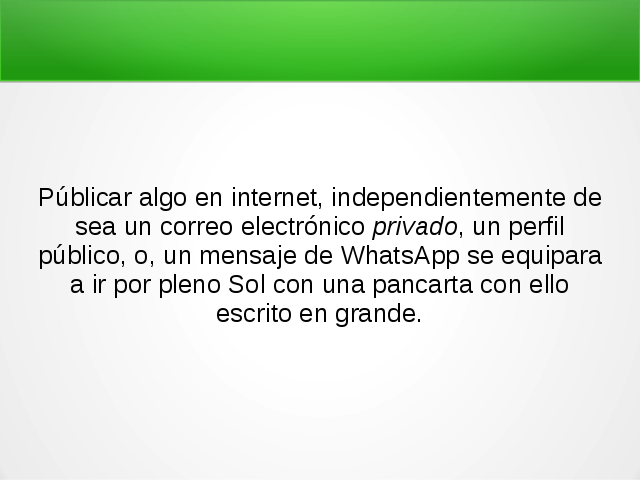 Públicar algo en internet, independientemente de
sea un correo electrónico privado, un perfil
público, o, un mensaje de WhatsApp se equipara
a ir por pleno Sol con una pancarta con ello
escrito en grande.